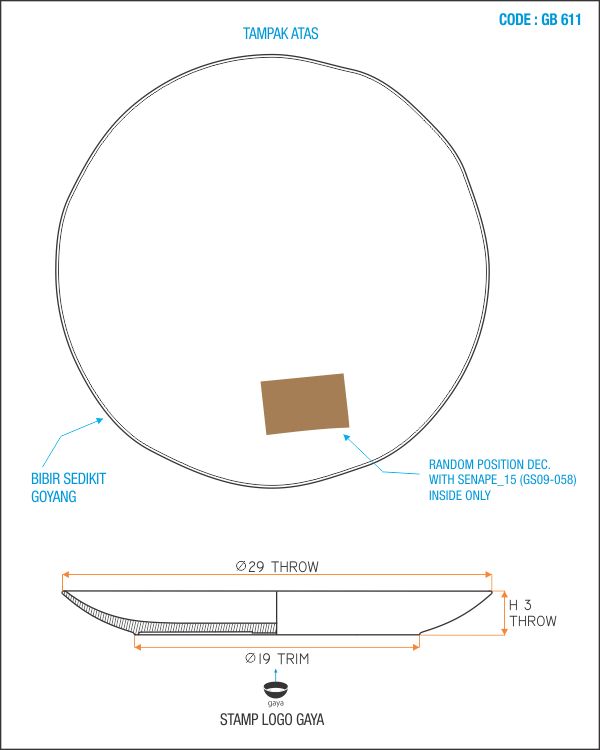 CODE : GB 611
TAMPAK ATAS
BIBIR SEDIKIT
GOYANG
RANDOM POSITION DEC.
WITH SENAPE_15 (GS09-058)
INSIDE ONLY
Ø29 THROW
H 3
THROW
Ø19 TRIM
gaya
STAMP LOGO GAYA